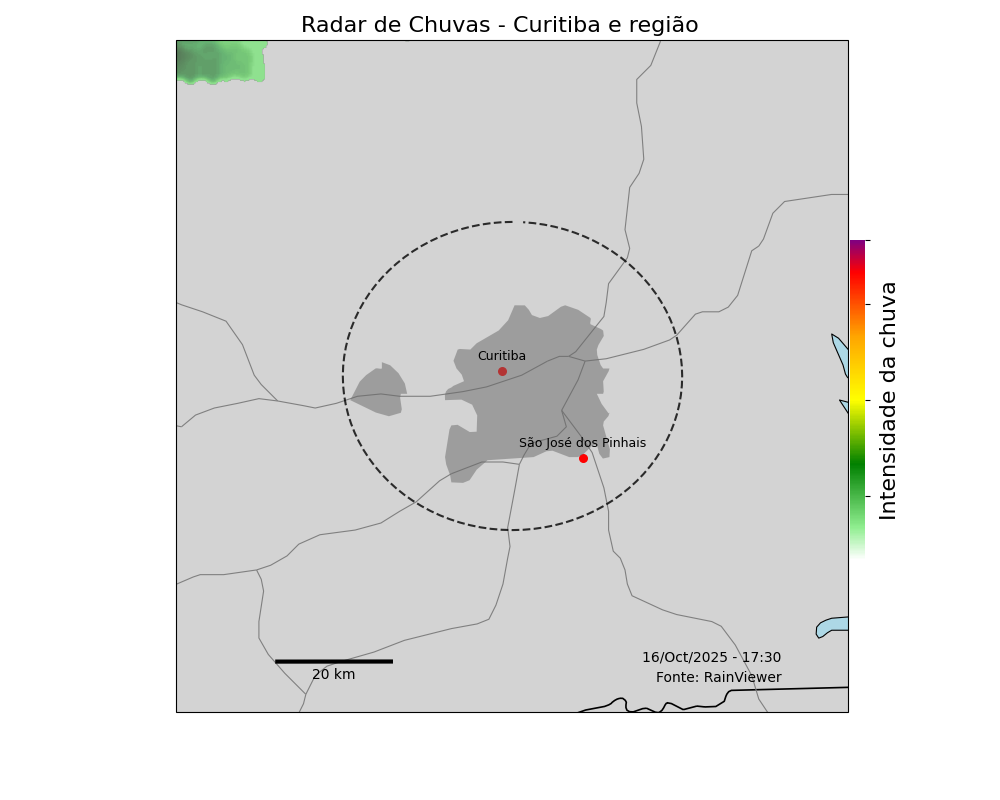 Radar de Chuvas - Curitiba e região
Curitiba
São José dos Pinhais
Intensidade da chuva
16/Oct/2025 - 17:30
Fonte: RainViewer
20 km